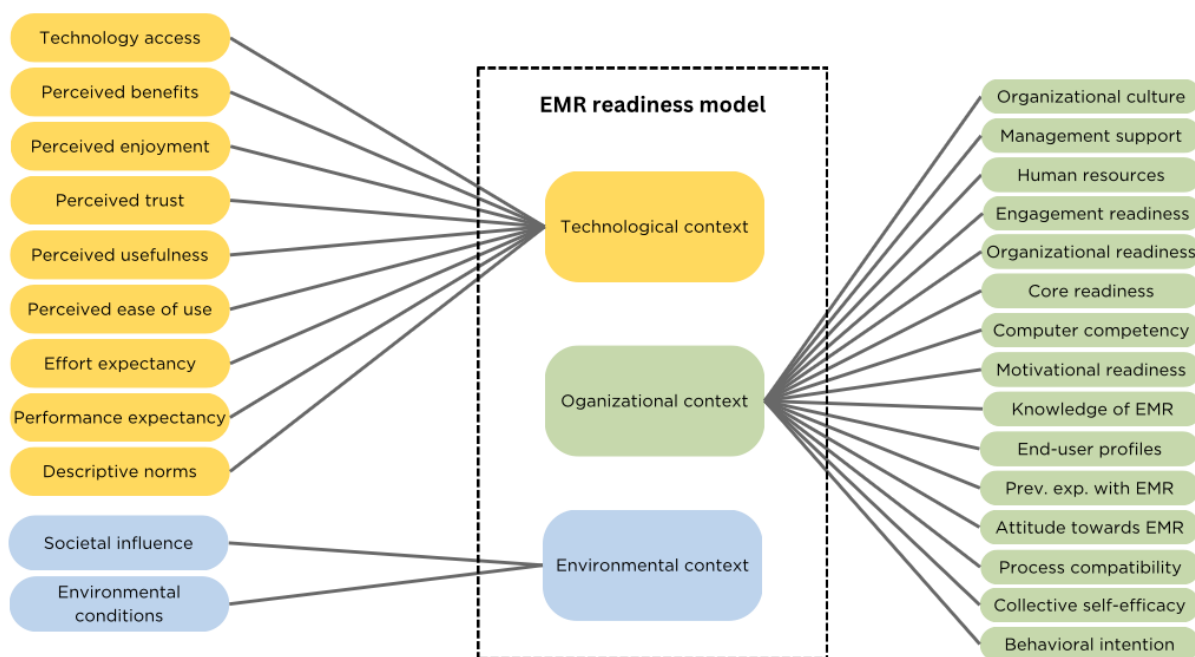 Technology access
Perceived benefits
Perceived enjoyment
Perceived trust
Perceived usefulness
Perceived ease of use
Effort expectancy
Performance expectancy
Descriptive norms
Societal influence
Environmental
conditions
EMR readiness model
Technological context
Oganizational context
Environmental context
Organizational culture
Management support
Human resources
Engagement readiness
Organizational readiness
Core readiness
Computer competency
Motivational readiness
Knowledge of EMR
End-user profiles
Prev. exp. with EMR
Attitude towards EMR
Process compatibility
Collective self-efficacy
Behavioral intention